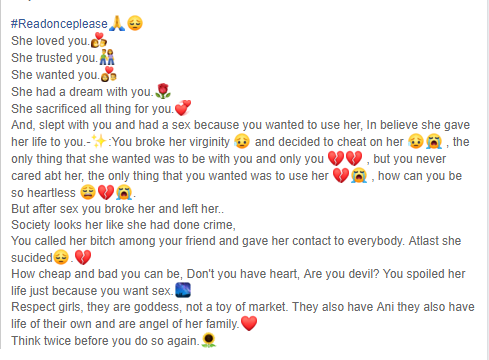 #Readonceplease🙏😥
She loved you.💑
She trusted you.👫
She wanted you.💑
She had a dream with you.🌹
She sacrificed all thing for you.💞
And, slept with you and had a sex because you wanted to use her, In believe she gave
her life to you.-✨:You broke her virginity 😥 and decided to cheat on her 😥😭 , the
only thing that she wanted was to be with you and only you 💔💔 , but you never
cared abt her, the only thing that you wanted was to use her 💔😭 , how can you be
so heartless 😩💔😭.
But after sex you broke her and left her..
Society looks her like she had done crime,
You called her bitch among your friend and gave her contact to everybody. Atlast she
sucided😔.💔
How cheap and bad you can be, Don't you have heart, Are you devil? You spoiled her
life just because you want sex.🌌
Respect girls, they are goddess, not a toy of market. They also have Ani they also have
life of their own and are angel of her family.❤️
Think twice before you do so again.🌻